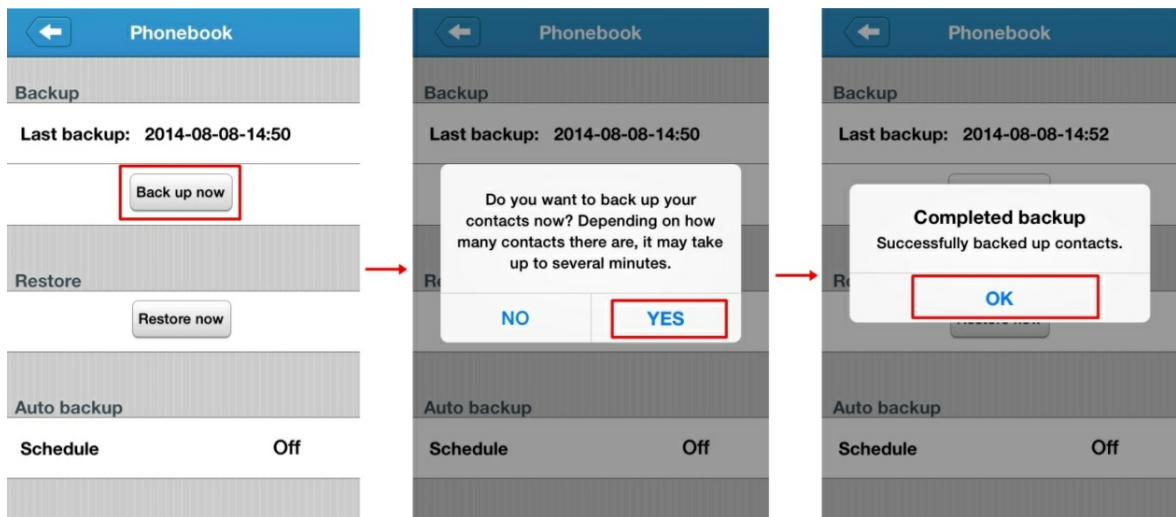 Phonebook
Backup
Last backup: 2014-08-08-14:50
Back up now
Restore
Restore now
Auto backup
Schedule Off
Phonebook
Backup
Last backup: 2014-08-08-14:50
Do you want to back up your
contacts now? Depending on how
many contacts there are, it may take
up to several minutes.
Re
NO YES
Auto backup
Schedule Off
Phonebook
Backup
Last backup: 2014-08-08-14:52
Completed backup
Successfully backed up contacts.
Re
OK
Restore now
Auto backup
Schedule Off